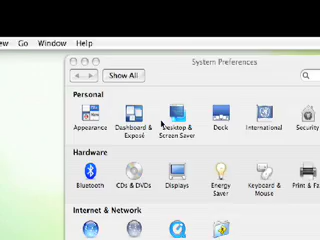 ew Go Window Help
System Preferences
Show All
Personal
Appearance Dashboard & Exposé Desktop & Screen Saver Dock International Security
Hardware
Bluetooth CDs & DVDs Displays Energy Saver Keyboard & Mouse Print & Fa
Internet & Network